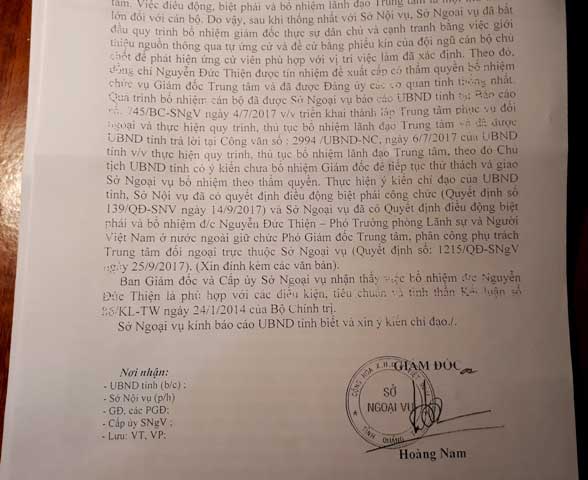 tâm. Việc điều động, biệt phái và bổ nhiệm lãnh đạo Trung tâm là một
lớn đối với cán bộ. Do vậy, sau khi thống nhất với Sở Nội vụ, Sở Ngoại vụ đã bắt
đầu quy trình bổ nhiệm giám đốc thực sự dân chủ và cạnh tranh bằng việc giới
thiệu nguồn thông qua tự ứng cử và đề cử bằng phiếu kín của đội ngũ cán bộ chủ
chốt để phát hiện ứng cử viên phù hợp với vị trí việc làm đã xác định. Theo đó,
đồng chí Nguyễn Đức Thiện được tín nhiệm đề xuất cấp có thẩm quyền bổ nhiệm
chức vụ Giám đốc Trung tâm và đã được Đảng ủy các cơ quan tỉnh thống nhất.
Quá trình bổ nhiệm cán bộ đã được Sở Ngoại vụ báo các UBND tỉnh tại Báo cáo
số 745/BC-SNgV ngày 4/7/2017 v/v triển khai thành lập Trung tâm phục vụ đối
ngoại và thực hiện quy trình, thủ tục bổ nhiệm lãnh đạo Trung tâm và đã được
UBND tỉnh trả lời tại Công văn số : 2994 /UBND-NC, ngày 6/7/2017 của UBND
tỉnh v/v thực hiện quy trình, thủ tục bổ nhiệm lãnh đạo Trung tâm, theo đó Chủ
tịch UBND tỉnh có ý kiến chưa bổ nhiệm Giám đốc để tiếp tục thử thách và giao
Sở Ngoại vụ bổ nhiệm theo thẩm quyền. Thực hiện ý kiến chỉ đạo của UBND
tỉnh, Sở Nội vụ đã có quyết định điều động biệt phái công chức (Quyết định số
139/QĐ-SNV ngày 14/9/2017) và Sở Ngoại vụ đã có Quyết định điều động biệt
phái và bổ nhiệm đ/c Nguyễn Đức Thiện – Phó Trưởng phòng Lãnh sự và Người
Việt Nam ở nước ngoài giữ chức Phó Giám đốc Trung tâm, phân công phụ trách
Trung tâm đối ngoại trực thuộc Sở Ngoại vụ (Quyết định số: 1215/QĐ-SNgV
ngày 25/9/2017). (Xin đính kèm các văn bản).
Ban Giám đốc và Cấp ủy Sở Ngoại vụ nhận thấy việc bổ nhiệm đ/c Nguyễn
Đức Thiện là phù hợp với các điều kiện, tiêu chuẩn và tinh thần Kết luận số
86/KL-TW ngày 24/1/2014 của Bộ Chính trị.
Sở Ngoại vụ kính báo cáo UBND tỉnh biết và xin ý kiến chỉ đạo./.
Nơi nhận:
- UBND tỉnh (b/c) ;
- Sở Nội vụ (p/h)
- GĐ, các PGĐ;
- Cấp ủy SNgV ;
- Lưu: VT, VP;
GIÁM ĐỐC
SỞ
NGOẠI VỤ
TỈNH QUẢNG
Hoàng Nam